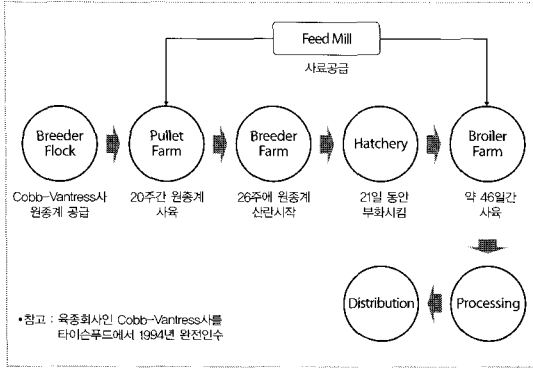 Feed Mill
사료공급
Breeder
Flock
Pullet
Farm
Breeder
Farm
Hatchery
Broiler
Farm
Cobb-Vantress사
원종계 공급
20주간 원종계
사육
26주에 원종계
산란시작
21일 동안
부화시킴
약 46일간
사육
Distribution
Processing
•참고 : 육종회사인 Cobb-Vantress사를
타이슨푸드에서 1994년 완전인수